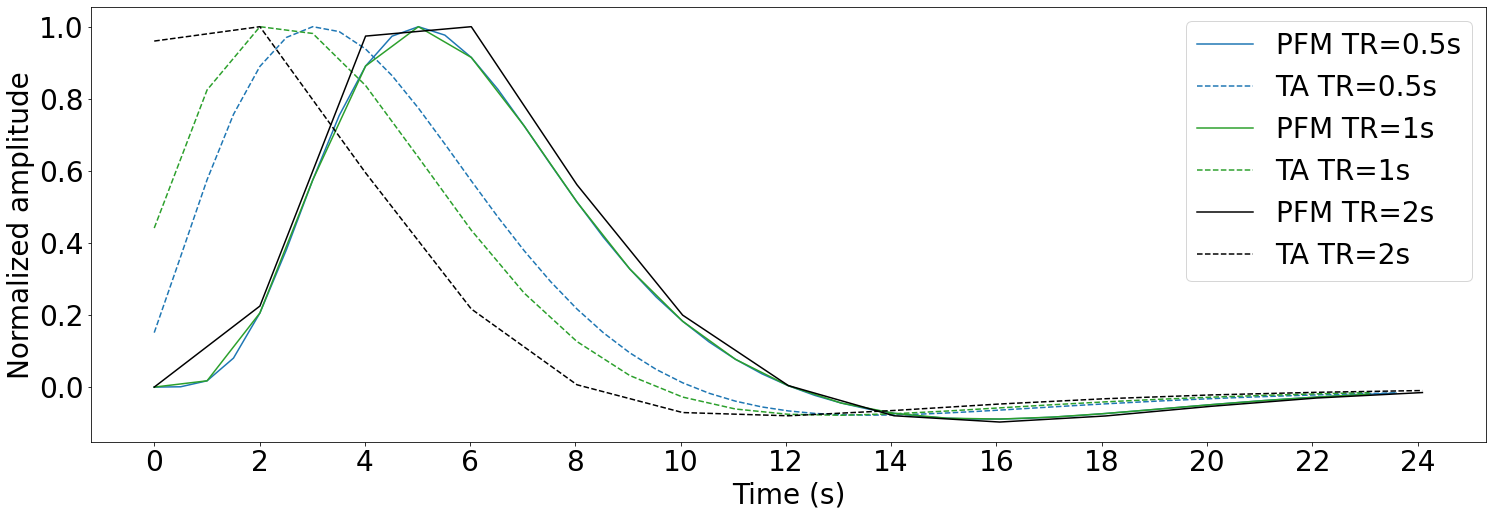 Normalized amplitude
1.0
0.8
0.6
0.4
0.2
0.0
PFM TR=0.5s
TA TR=0.5s
PFM TR=1s
TA TR=1s
PFM TR=2s
TA TR=2s
0 2 4 6 8 10 12 14 16 18 20 22 24
Time (s)